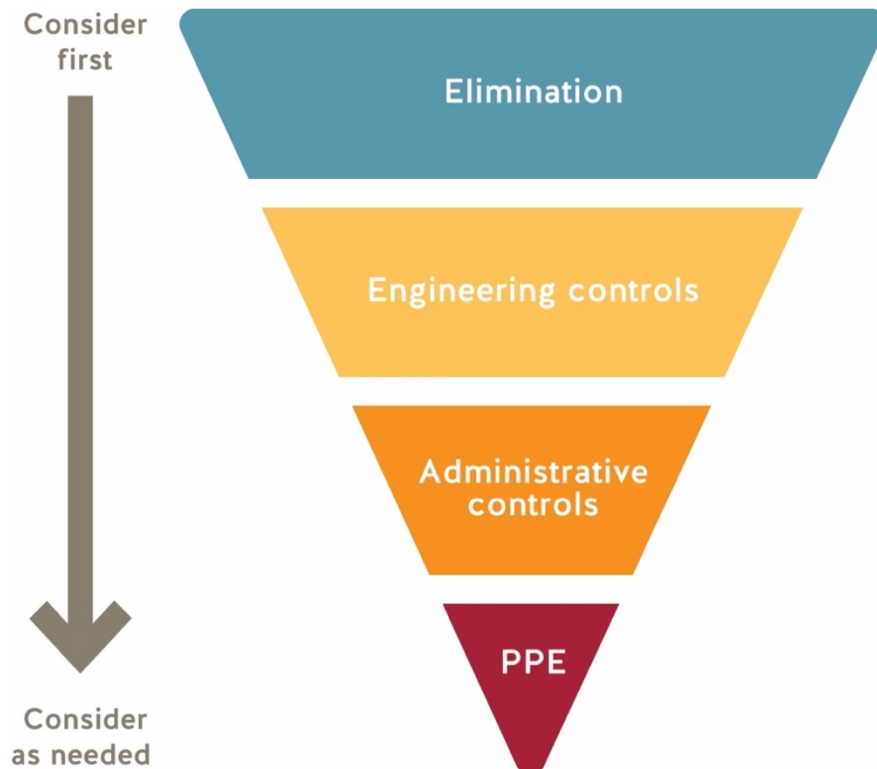 Consider
first
Elimination
Engineering controls
Administrative
controls
PPE
Consider
as needed